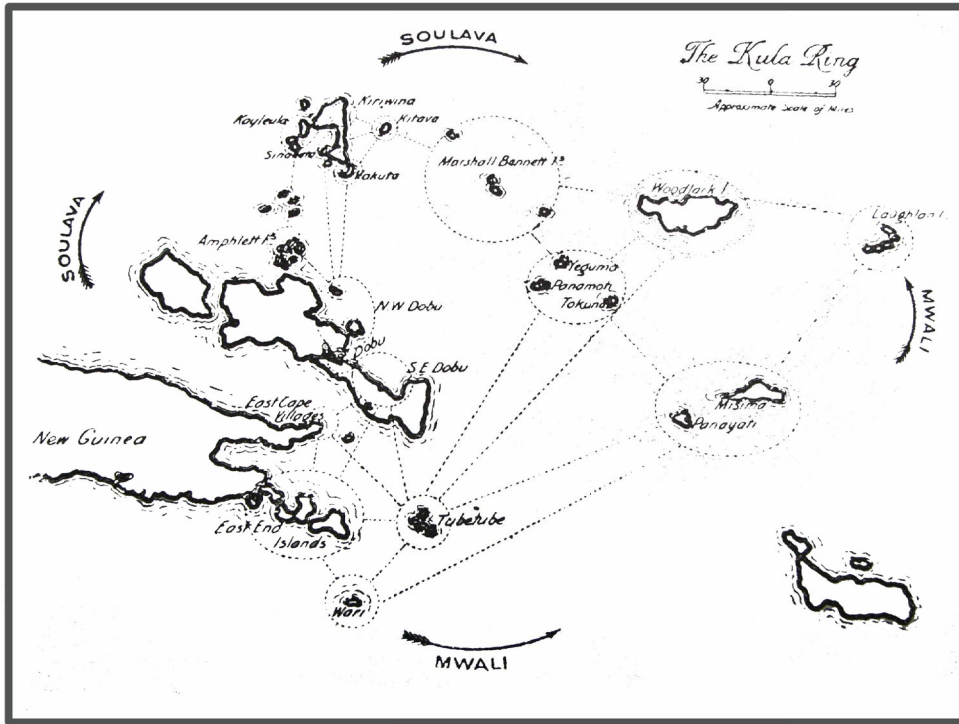 SOULAVA
The Kula Ring
30 0 30
Approximate Scale of Miles
Kiriwina
Kayleula
Kitava
Sinaketa
Vakuta
Marshall Bennett Is
Woodlark I.
Laughlan I.
SOULAVA
Amphlett Is
Yeguma
Panamoti
Tokuna
N.W. Dobu
MWALI
Dobu
S.E. Dobu
East Cape
Villages
Misima
Panayati
New Guinea
East End
Islands
Tubetube
Wari
MWALI